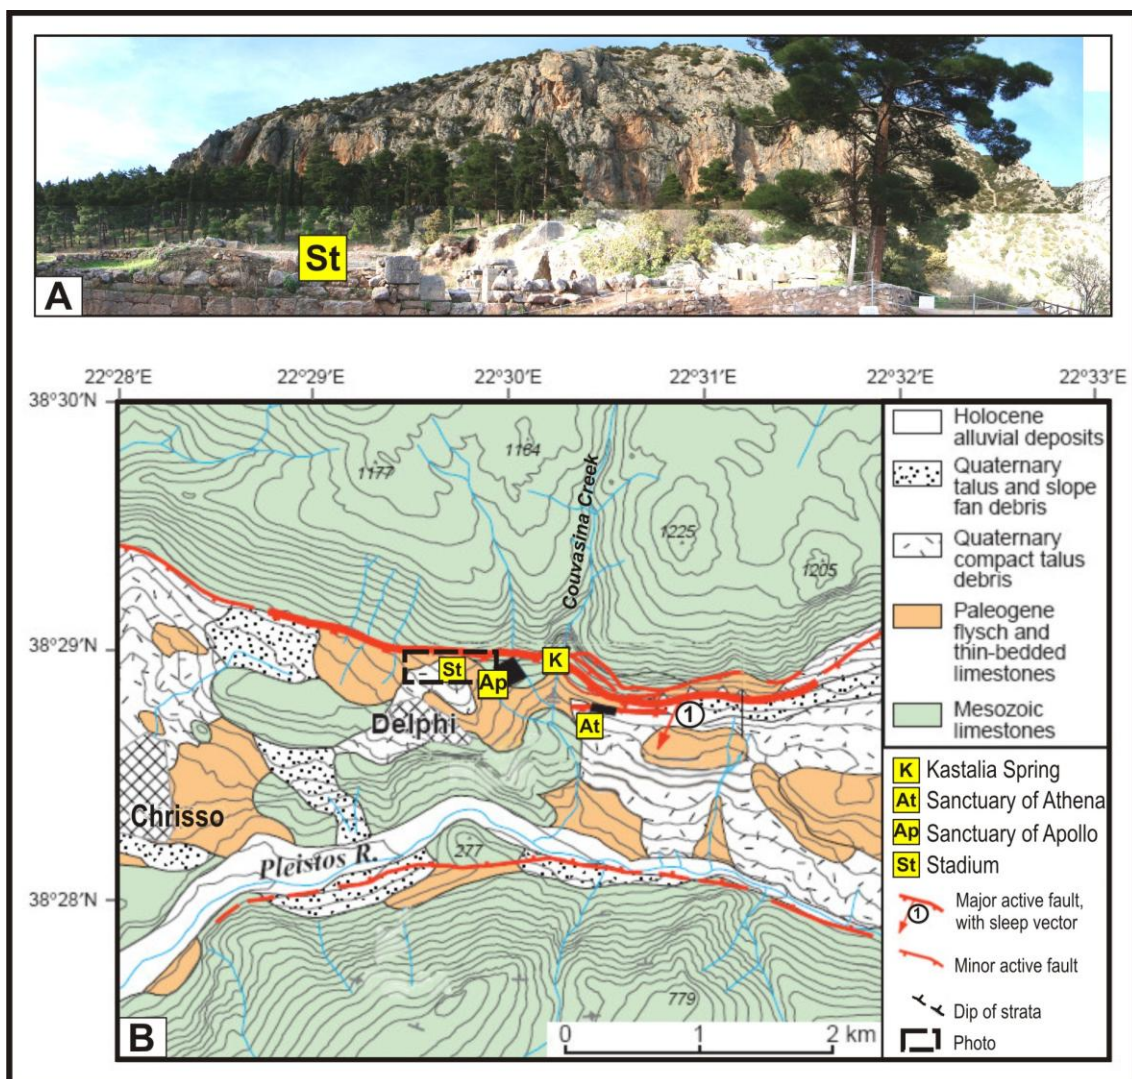 St
A
22°28'E 22°29'E 22°30'E 22°31'E 22°32'E 22°33'E
38°30'N
38°29'N
38°28'N
1177
1164
1225
1205
Couvasina Creek
K
St
Ap
At
1
Delphi
Chrisso
Pleistos R.
277
779
B
0 1 2 km
Holocene
alluvial deposits
Quaternary
talus and slope
fan debris
Quaternary
compact talus
debris
Paleogene
flysch and
thin-bedded
limestones
Mesozoic
limestones
K Kastalia Spring
At Sanctuary of Athena
Ap Sanctuary of Apollo
St Stadium
1 Major active fault,
with sleep vector
Minor active fault
Dip of strata
Photo